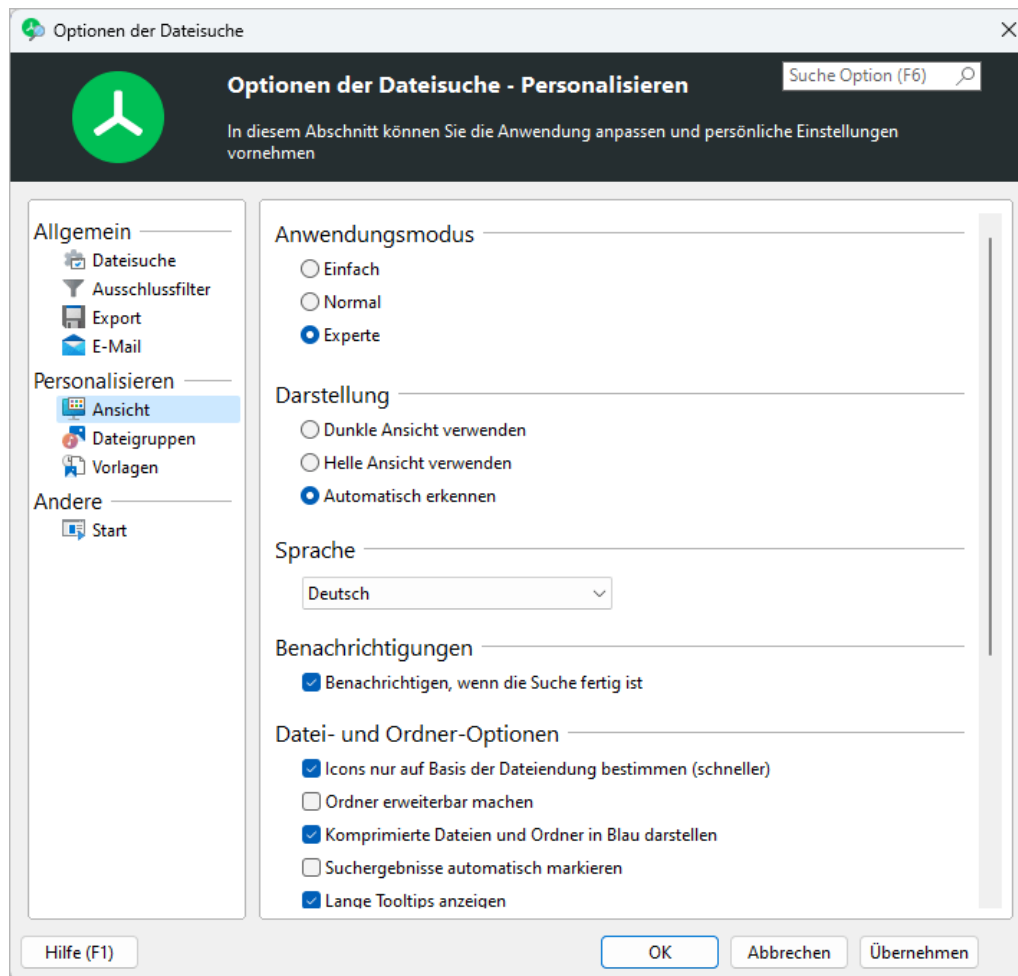 Optionen der Dateisuche
Optionen der Dateisuche - Personalisieren
Suche Option (F6)
In diesem Abschnitt können Sie die Anwendung anpassen und persönliche Einstellungen
vornehmen
Allgemein
Dateisuche
Ausschlussfilter
Export
E-Mail
Personalisieren
Ansicht
Dateigruppen
Vorlagen
Andere
Start
Anwendungsmodus
Einfach
Normal
Experte
Darstellung
Dunkle Ansicht verwenden
Helle Ansicht verwenden
Automatisch erkennen
Sprache
Deutsch
Benachrichtigungen
Benachrichtigen, wenn die Suche fertig ist
Datei- und Ordner-Optionen
Icons nur auf Basis der Dateiendung bestimmen (schneller)
Ordner erweiterbar machen
Komprimierte Dateien und Ordner in Blau darstellen
Suchergebnisse automatisch markieren
Lange Tooltips anzeigen
Hilfe (F1)
OK
Abbrechen
Übernehmen